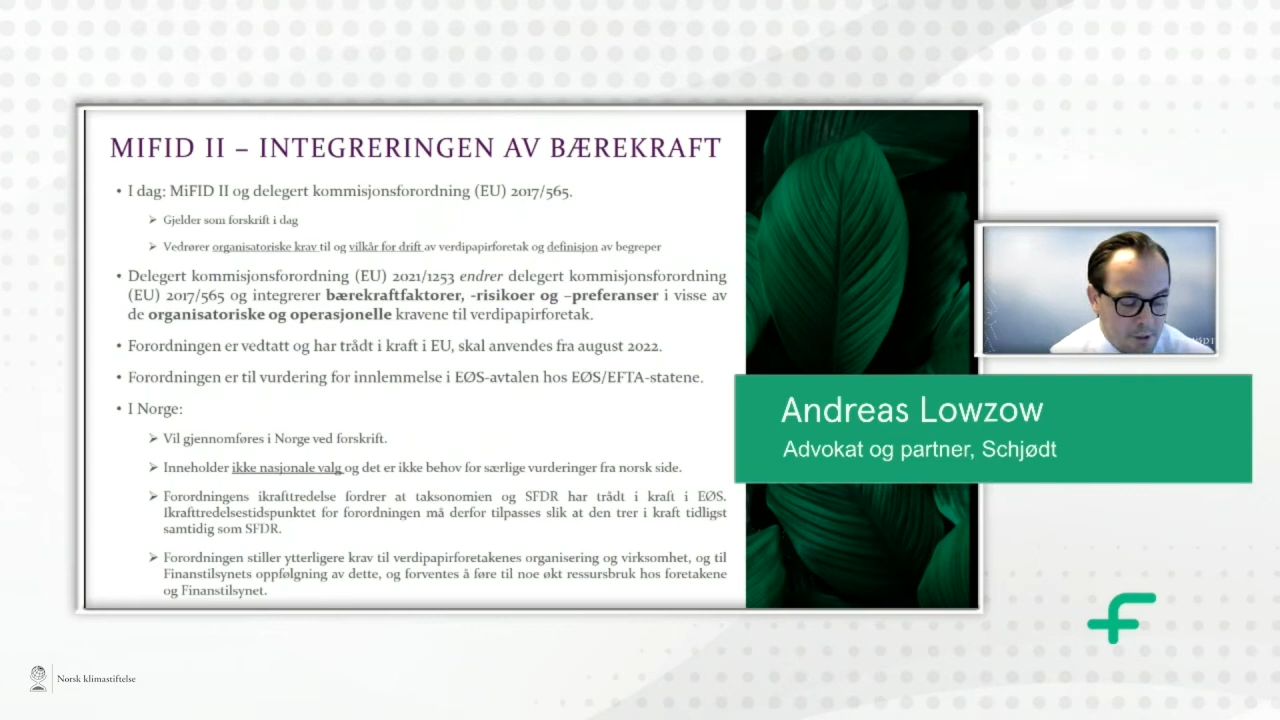 MIFID II – INTEGRERINGEN AV BÆREKRAFT
• I dag: MiFID II og delegert kommisjonsforordning (EU) 2017/565.
➢ Gjelder som forskrift i dag
➢ Vedrører organisatoriske krav til og vilkår for drift av verdipapirforetak og definisjon av begreper
• Delegert kommisjonsforordning (EU) 2021/1253 endrer delegert kommisjonsforordning
(EU) 2017/565 og integrerer bærekraftfaktorer, -risikoer og –preferanser i visse av
de organisatoriske og operasjonelle kravene til verdipapirforetak.
• Forordningen er vedtatt og har trådt i kraft i EU, skal anvendes fra august 2022.
• Forordningen er til vurdering for innlemmelse i EØS-avtalen hos EØS/EFTA-statene.
• I Norge:
➢ Vil gjennomføres i Norge ved forskrift.
➢ Inneholder ikke nasjonale valg og det er ikke behov for særlige vurderinger fra norsk side.
➢ Forordningens ikrafttredelse fordrer at taksonomien og SFDR har trådt i kraft i EØS.
Ikrafttredelsestidspunktet for forordningen må derfor tilpasses slik at den trer i kraft tidligst
samtidig som SFDR.
➢ Forordningen stiller ytterligere krav til verdipapirforetakenes organisering og virksomhet, og til
Finanstilsynets oppfølgning av dette, og forventes å føre til noe økt ressursbruk hos foretakene
og Finanstilsynet.
Andreas Lowzow
Advokat og partner, Schjødt
Norsk klimastiftelse